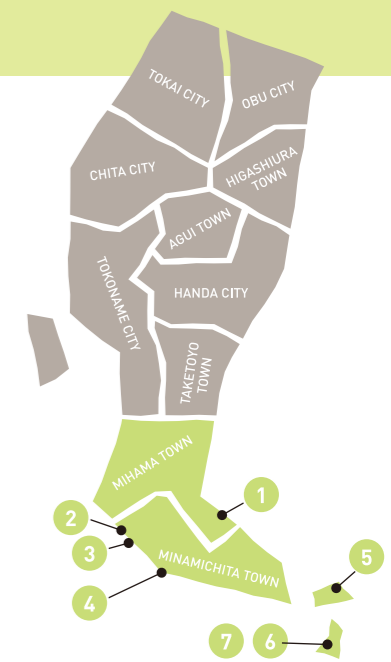 TOKAI CITY
OBU CITY
CHITA CITY
HIGASHIURA
TOWN
AGUI TOWN
TOKONAME CITY
HANDA CITY
TAKETOYO
TOWN
MIHAMA TOWN
1
2
3
MINAMICHITA TOWN
4
5
7 6